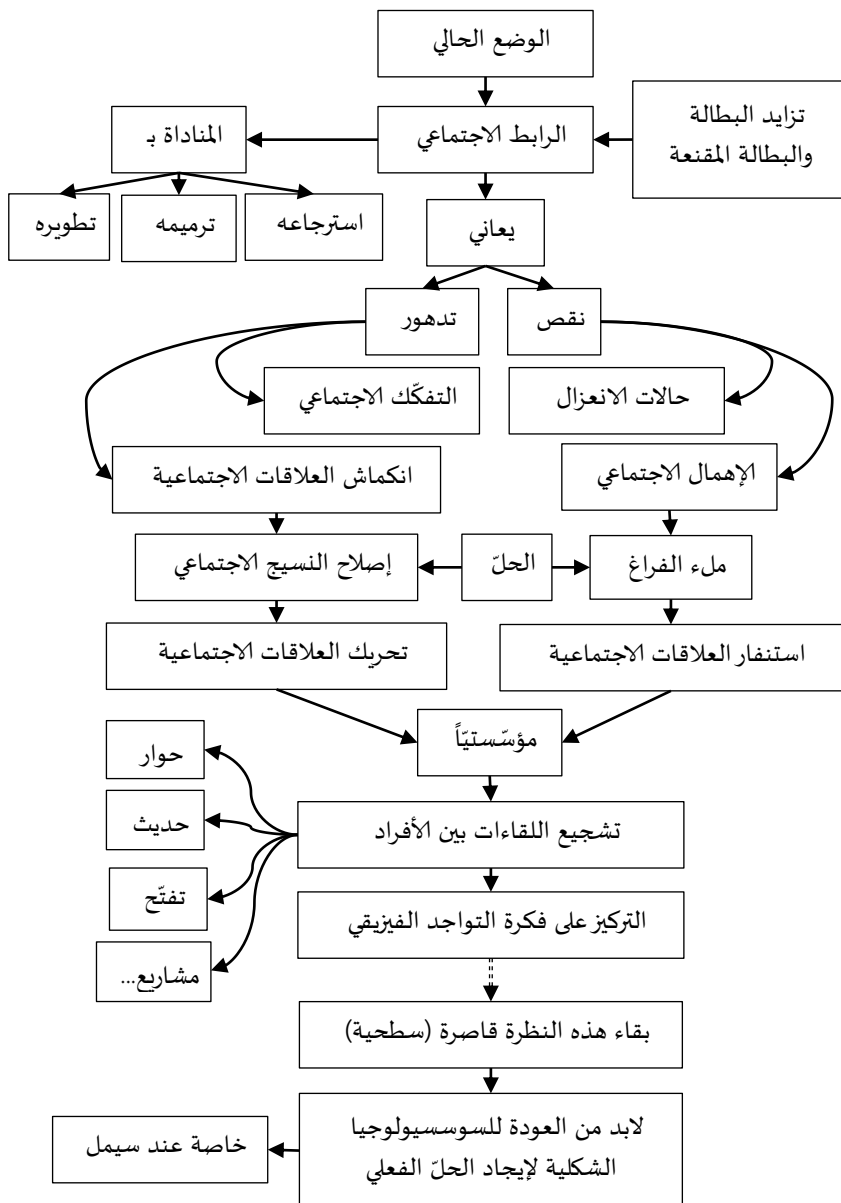 الوضع الحالي
تزايد البطالة
والبطالة المقنعة
الرابط الاجتماعي
المناداة بـ
استرجاعه
ترميمه
تطويره
يعاني
نقص
تدهور
حالات الانعزال
التفكّك الاجتماعي
الإهمال الاجتماعي
انكماش العلاقات الاجتماعية
ملء الفراغ
الحلّ
إصلاح النسيج الاجتماعي
استنفار العلاقات الاجتماعية
تحريك العلاقات الاجتماعية
مؤسّستيّاً
حوار
حديث
تفتّح
مشاريع...
تشجيع اللقاءات بين الأفراد
التركيز على فكرة التواجد الفيزيقي
بقاء هذه النظرة قاصرة (سطحية)
لابد من العودة للسوسسيولوجيا
الشكلية لإيجاد الحلّ الفعلي
خاصة عند سيمل